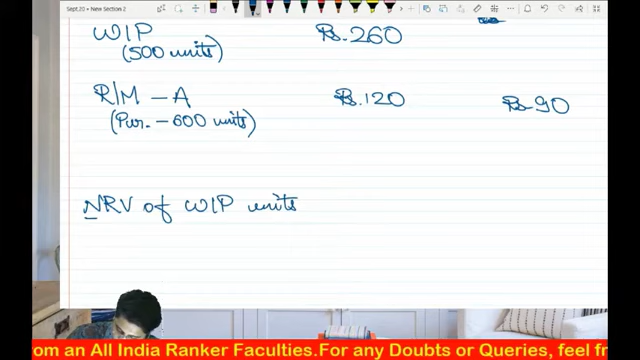 Sept 20 • New Section 2
WIP Rs.260
(500 units)
R/M - A Rs.120 Rs.90
(Pur. - 600 units)
NRV of WIP units
om an All India Ranker Faculties.For any Doubts or Queries, feel fr